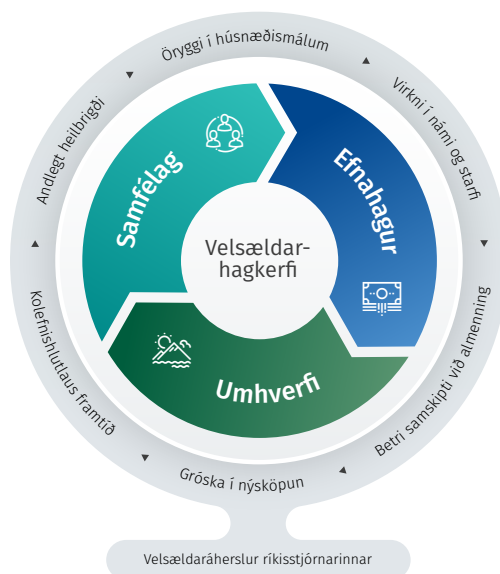 Öryggi í húsnæðismálum
Virkni í námi og starfi
Betri samskipti við almenning
Gróska í nýsköpun
Kolefnishlutlaus framtíð
Andlegt heilbrigði
Samfélag
Efnahagur
Umhverfi
Velsældar-
hagkerfi
Velsældaráherslur ríkisstjórnarinnar